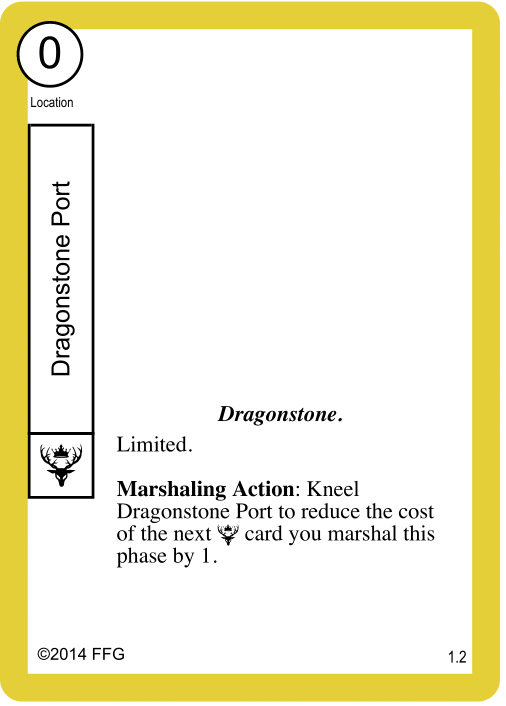 0
Location
Dragonstone Port
Dragonstone.
Limited.
Marshaling Action: Kneel
Dragonstone Port to reduce the cost
of the next card you marshal this
phase by 1.
©2014 FFG
1.2